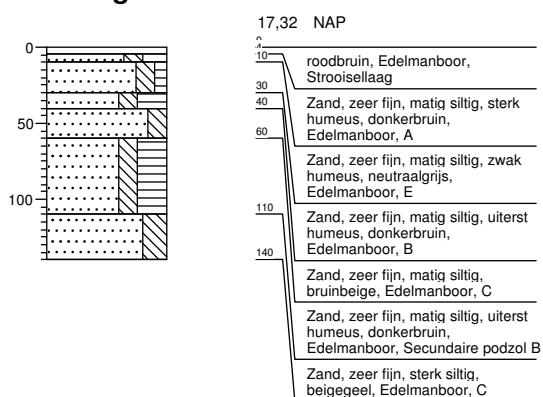 17,32 NAP
0
0
4
10
30
40
50
60
100
110
140
roodbruin, Edelmanboor,
Strooisellaag
Zand, zeer fijn, matig siltig, sterk
humeus, donkerbruin,
Edelmanboor, A
Zand, zeer fijn, matig siltig, zwak
humeus, neutraalgrijs,
Edelmanboor, E
Zand, zeer fijn, matig siltig, uiterst
humeus, donkerbruin,
Edelmanboor, B
Zand, zeer fijn, matig siltig,
bruinbeige, Edelmanboor, C
Zand, zeer fijn, matig siltig, uiterst
humeus, donkerbruin,
Edelmanboor, Secundaire podzol B
Zand, zeer fijn, sterk siltig,
beigegeel, Edelmanboor, C